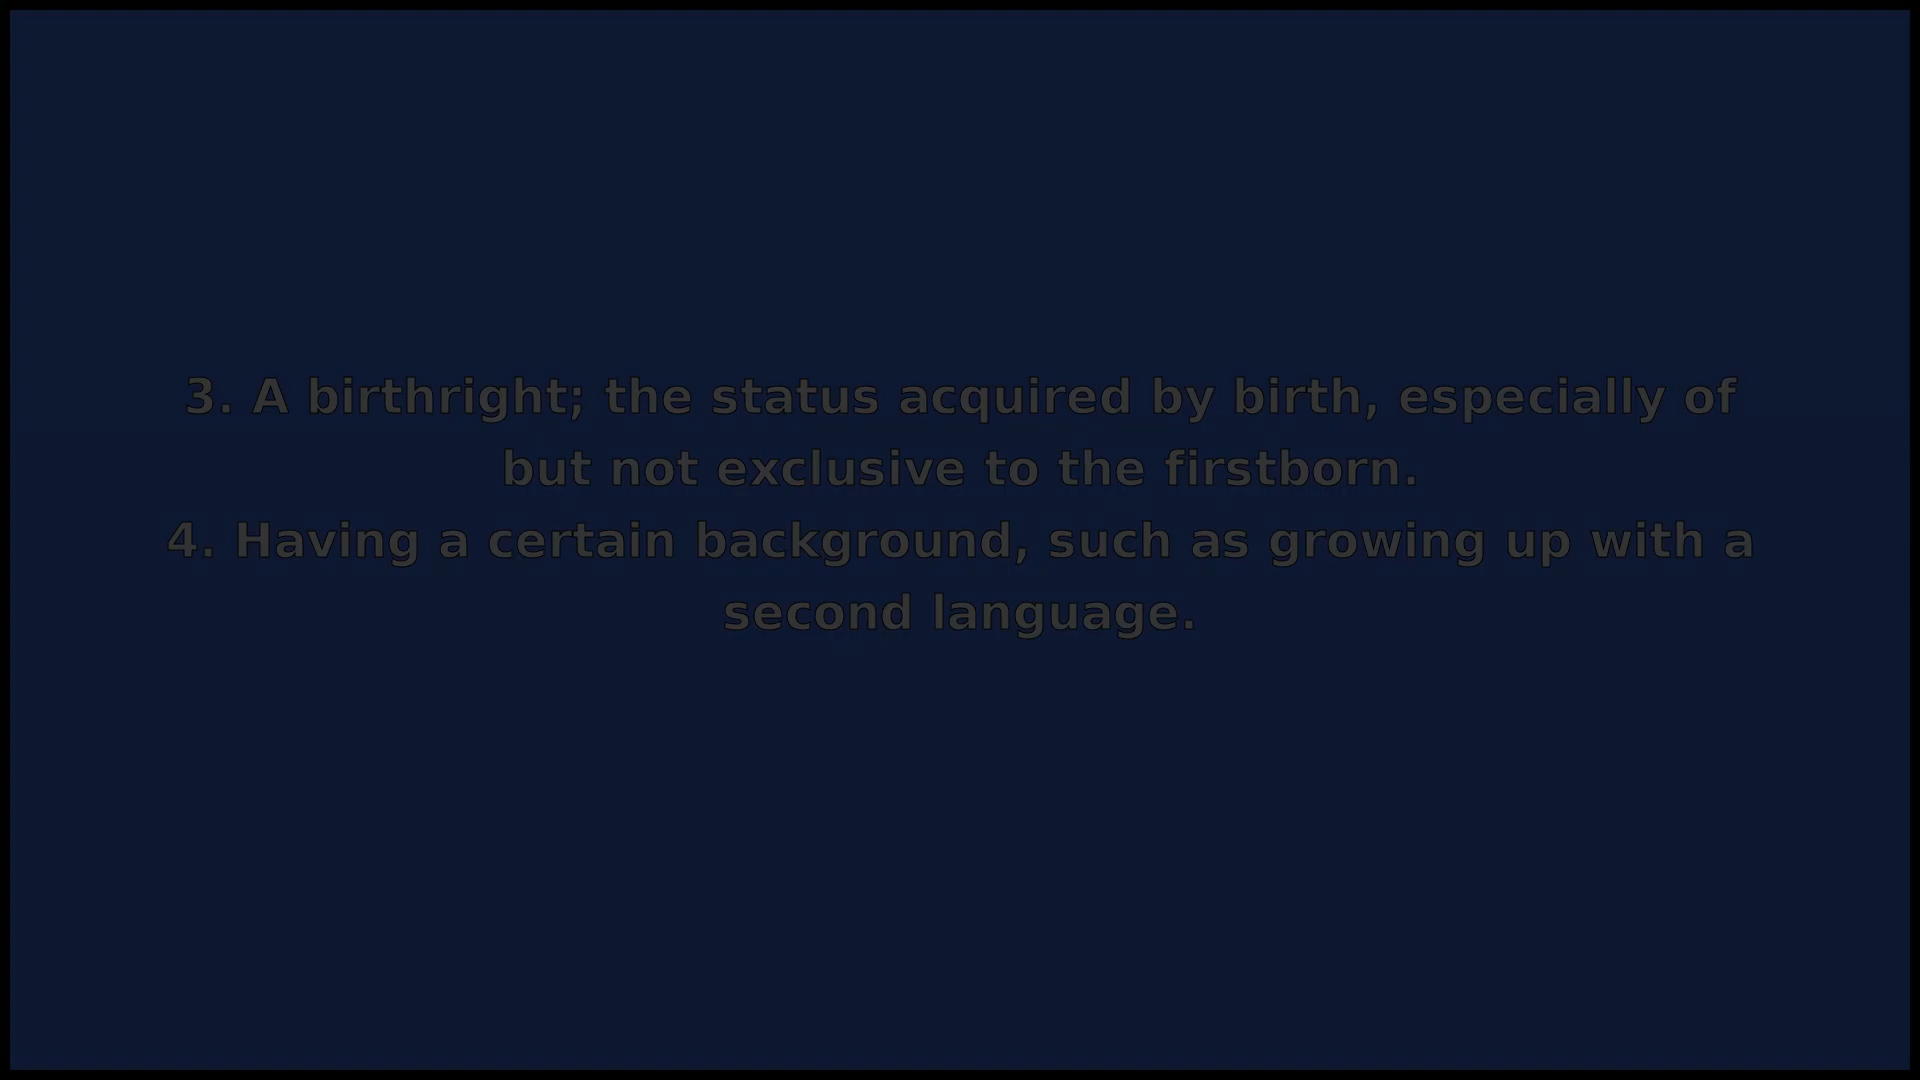 3. A birthright; the status acquired by birth, especially of
but not exclusive to the firstborn.
4. Having a certain background, such as growing up with a
second language.